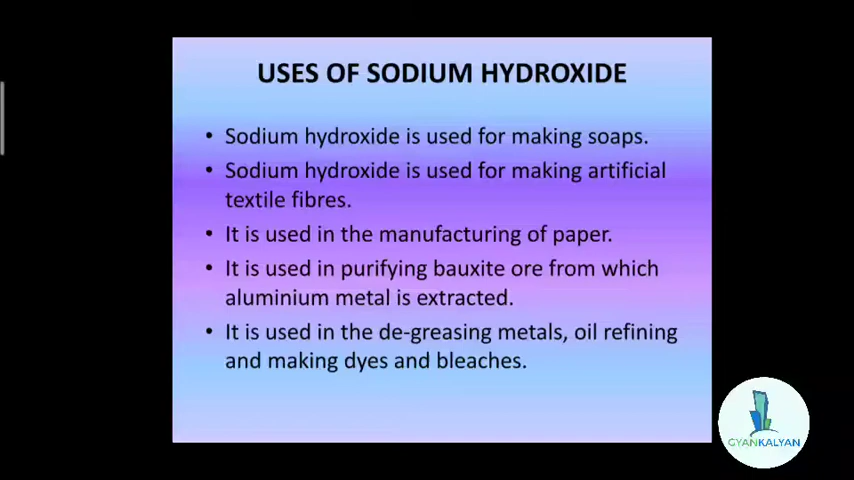 USES OF SODIUM HYDROXIDE
• Sodium hydroxide is used for making soaps.
• Sodium hydroxide is used for making artificial
textile fibres.
• It is used in the manufacturing of paper.
• It is used in purifying bauxite ore from which
aluminium metal is extracted.
• It is used in the de-greasing metals, oil refining
and making dyes and bleaches.
GYANKALYAN